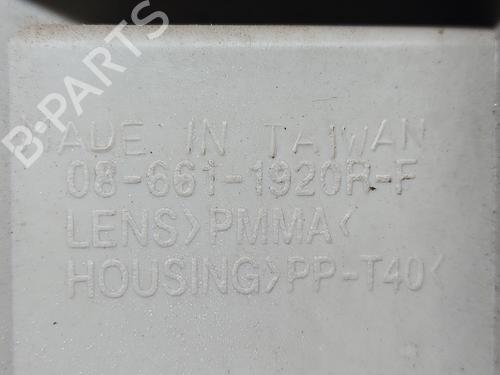 B-PARTS
MADE IN TAIWAN
08-661-1920R-F
LENS>PMMA<
HOUSING>PP-T40<